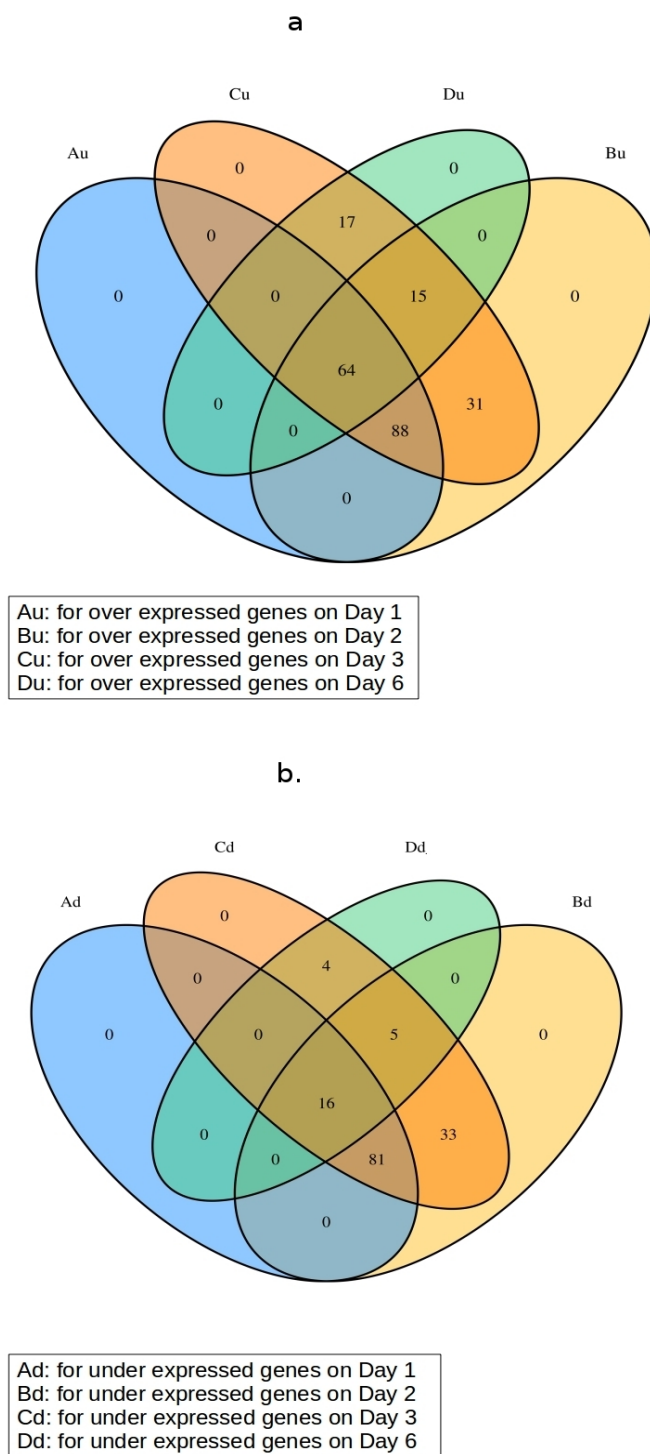 a
Cu Du
Au Bu
0 0
17
0 0
0 0 15 0
64
0 31
0 88
0
Au: for over expressed genes on Day 1
Bu: for over expressed genes on Day 2
Cu: for over expressed genes on Day 3
Du: for over expressed genes on Day 6
b.
Cd Dd
Ad Bd
0 0
4
0 0
0 0 5 0
16
0 33
0 81
0
Ad: for under expressed genes on Day 1
Bd: for under expressed genes on Day 2
Cd: for under expressed genes on Day 3
Dd: for under expressed genes on Day 6